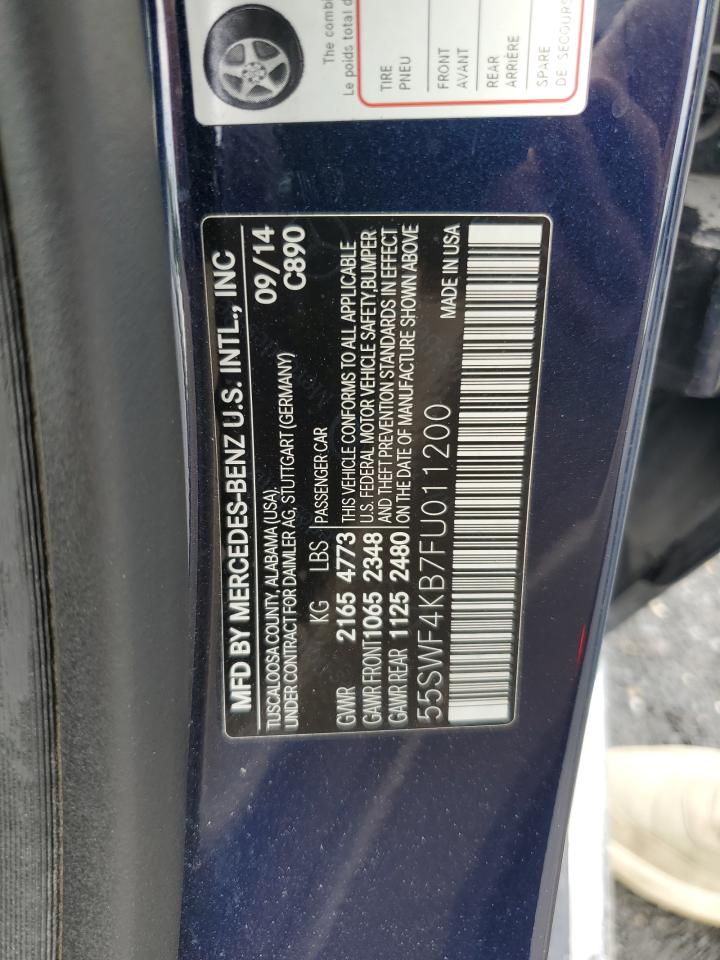 The combi
Le poids total d
TIRE
PNEU
FRONT
AVANT
REAR
ARRIÈRE
SPARE
DE SECOURS
MFD BY MERCEDES-BENZ U.S. INTL., INC
TUSCALOOSA COUNTY, ALABAMA (USA), 09/14
UNDER CONTRACT FOR DAIMLER AG, STUTTGART (GERMANY) C890
KG LBS PASSENGER CAR
GVWR 2165 4773 THIS VEHICLE CONFORMS TO ALL APPLICABLE
GAWR FRONT 1065 2348 U.S. FEDERAL MOTOR VEHICLE SAFETY, BUMPER
GAWR REAR 1125 2480 AND THEFT PREVENTION STANDARDS IN EFFECT
ON THE DATE OF MANUFACTURE SHOWN ABOVE
55SWF4KB7FU011200 MADE IN USA